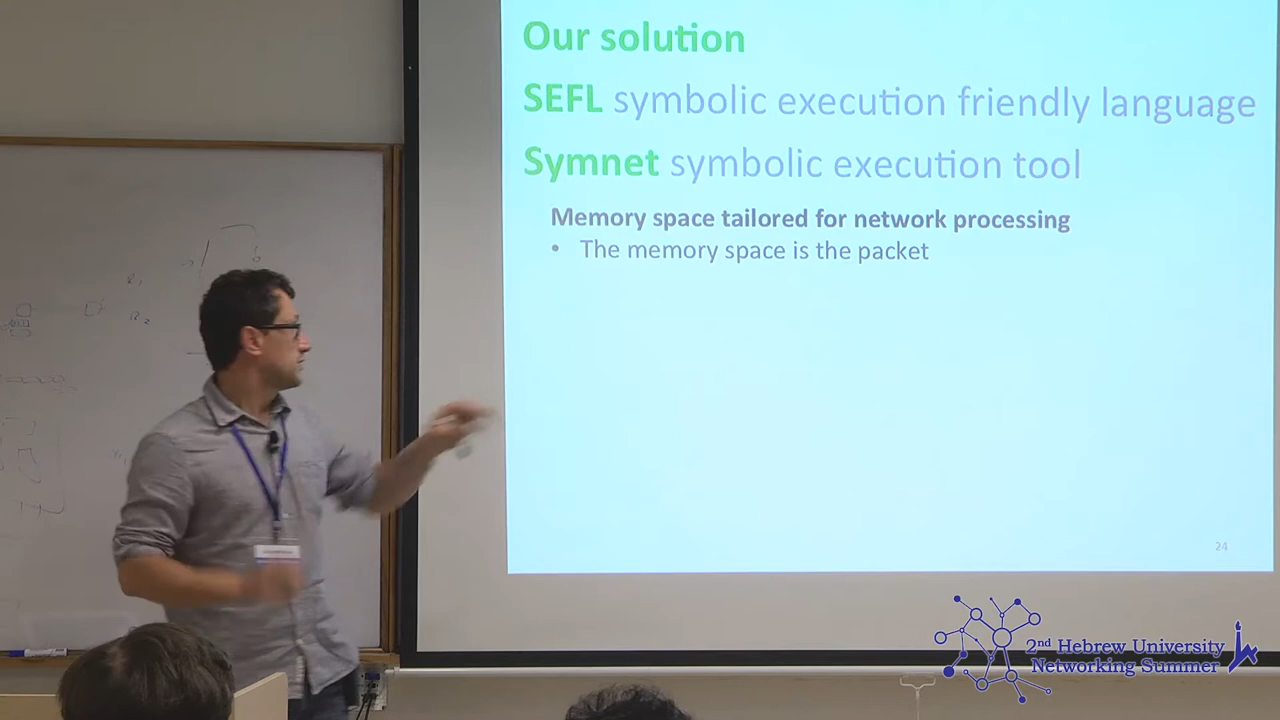 Our solution
SEFL symbolic execution friendly language
Symnet symbolic execution tool
Memory space tailored for network processing
• The memory space is the packet
24
2nd Hebrew University
Networking Summer